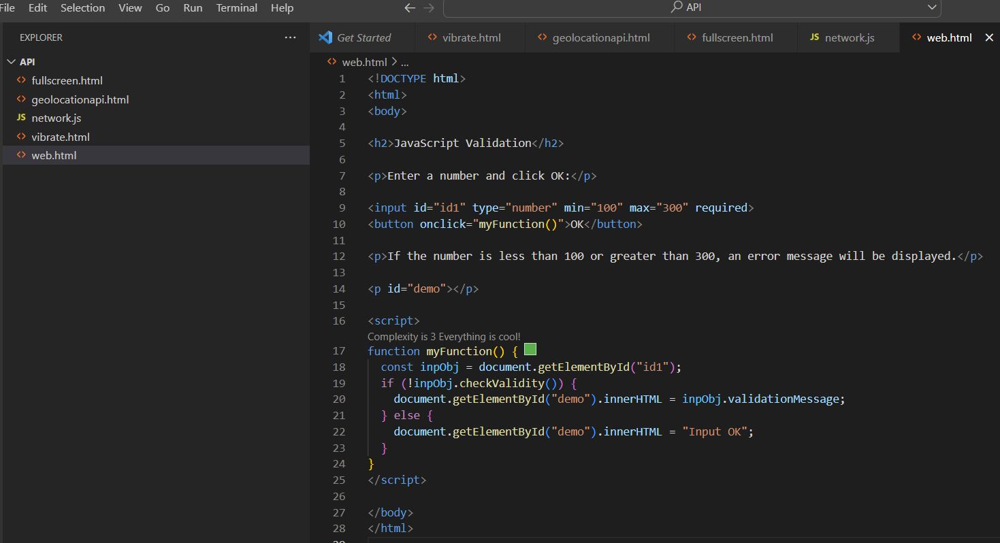 File Edit Selection View Go Run Terminal Help
API
EXPLORER
Get Started
vibrate.html
geolocationapi.html
fullscreen.html
JS network.js
web.html
API
fullscreen.html
geolocationapi.html
JS network.js
vibrate.html
web.html
web.html > ...
1 <!DOCTYPE html>
2 <html>
3 <body>
4
5 <h2>JavaScript Validation</h2>
6
7 <p>Enter a number and click OK:</p>
8
9 <input id="id1" type="number" min="100" max="300" required>
10 <button onclick="myFunction()">OK</button>
11
12 <p>If the number is less than 100 or greater than 300, an error message will be displayed.</p>
13
14 <p id="demo"></p>
15
16 <script>
Complexity is 3 Everything is cool!
17 function myFunction() {
18 const inpObj = document.getElementById("id1");
19 if (!inpObj.checkValidity()) {
20 document.getElementById("demo").innerHTML = inpObj.validationMessage;
21 } else {
22 document.getElementById("demo").innerHTML = "Input OK";
23 }
24 }
25 </script>
26
27 </body>
28 </html>
29